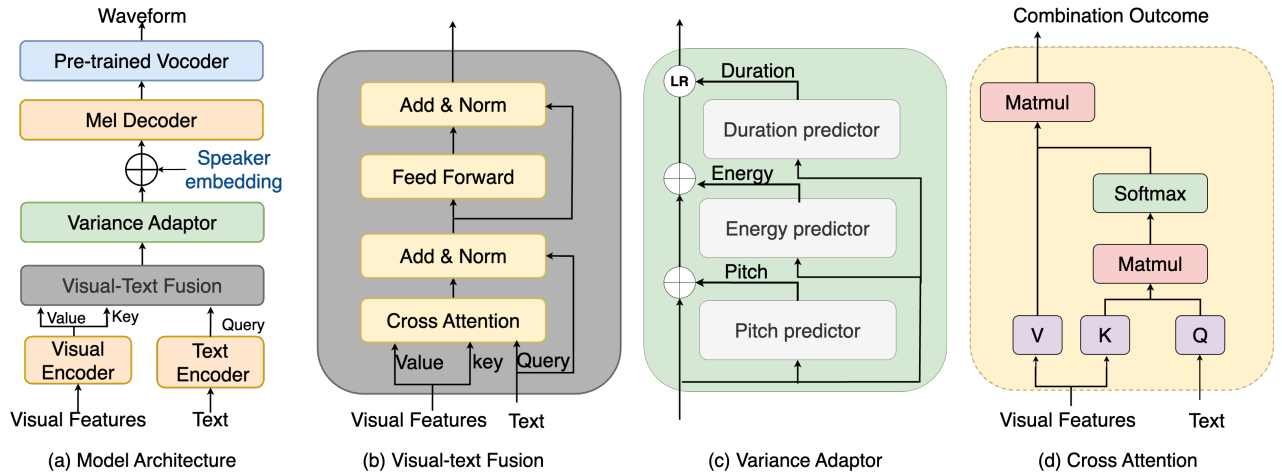 Waveform
Pre-trained Vocoder
Mel Decoder
Speaker
embedding
Variance Adaptor
Visual-Text Fusion
Value
Key
Query
Visual
Encoder
Text
Encoder
Visual Features
Text
(a) Model Architecture
Add & Norm
Feed Forward
Add & Norm
Cross Attention
Value
key
Query
Visual Features
Text
(b) Visual-text Fusion
LR
Duration
Duration predictor
Energy
Energy predictor
Pitch
Pitch predictor
(c) Variance Adaptor
Combination Outcome
Matmul
Softmax
Matmul
V
K
Q
Visual Features
Text
(d) Cross Attention